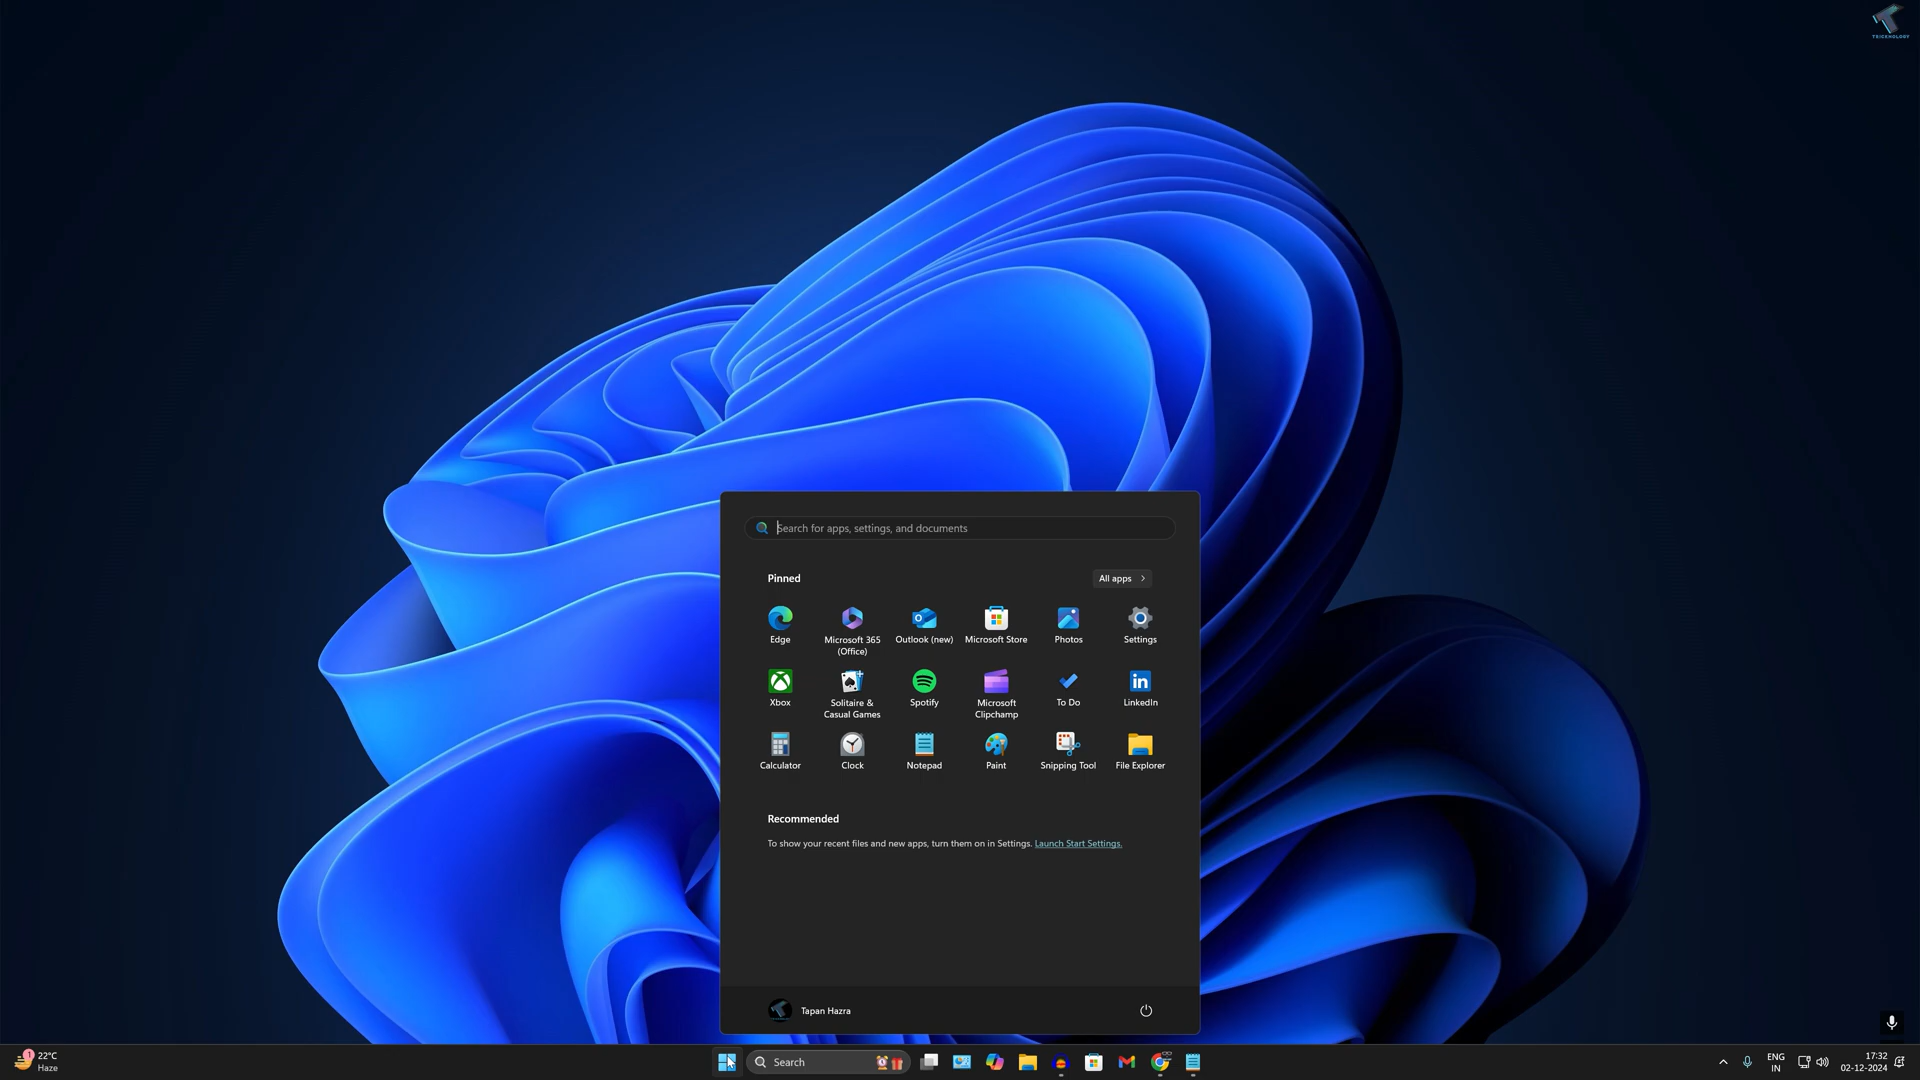 TRICKNOLOGY
Search for apps, settings, and documents
Pinned
All apps
Edge
Microsoft 365
(Office)
Outlook (new)
Microsoft Store
Photos
Settings
Xbox
Solitaire &
Casual Games
Spotify
Microsoft
Clipchamp
To Do
LinkedIn
Calculator
Clock
Notepad
Paint
Snipping Tool
File Explorer
Recommended
To show your recent files and new apps, turn them on in Settings. Launch Start Settings.
Tapan Hazra
1
22°C
Haze
Search
ENG
IN
17:32
02-12-2024